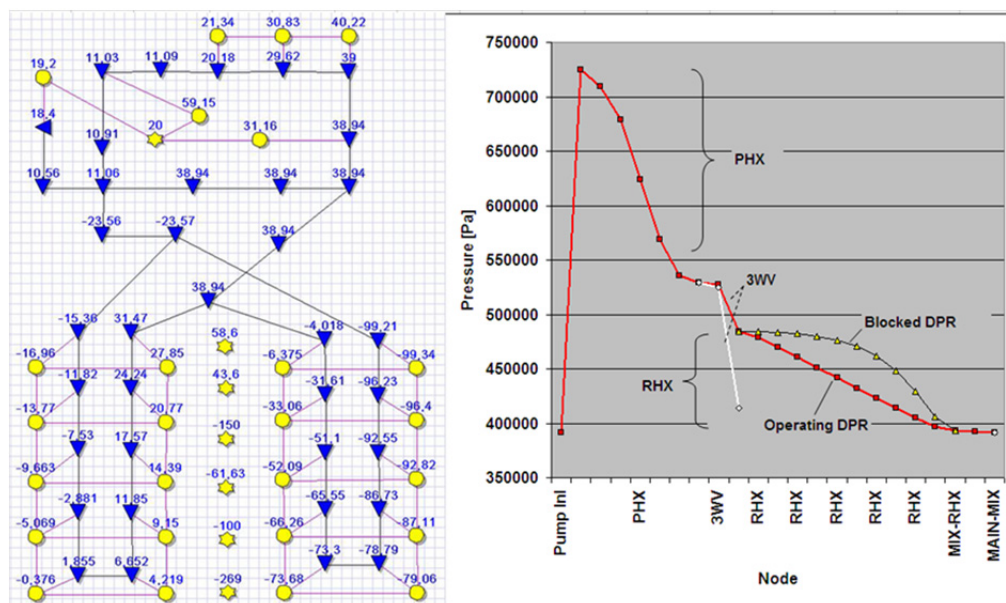 21,34 30,83 40,22
11,03 11,09 20,18 29,62 39
19,2
59,15
18,4
20 31,16 38,94
10,91
10,56 11,06 38,94 38,94 38,94
-23,56 -23,57
38,94
38,94
-15,36 31,47 58,6 -4,018 -99,21
-16,96 27,85 -6,375 -99,34
-11,82 24,24 43,6 -31,61 -96,23
-13,77 20,77 -33,06 -96,4
-7,53 17,57 -150 -51,1 -92,55
-9,663 14,39 -52,09 -92,82
-2,881 11,85 -61,63 -65,55 -86,73
-5,069 9,15 -66,26 -87,11
1,855 6,652 -100 -73,3 -78,79
-0,376 4,219 -269 -73,68 -79,06
Pressure [Pa]
750000
700000
650000
600000
550000
500000
450000
400000
350000
PHX
3WV
Blocked DPR
RHX
Operating DPR
Pump Inl
PHX
3WV
RHX
RHX
RHX
RHX
RHX
MIX-RHX
MAIN-MIX
Node